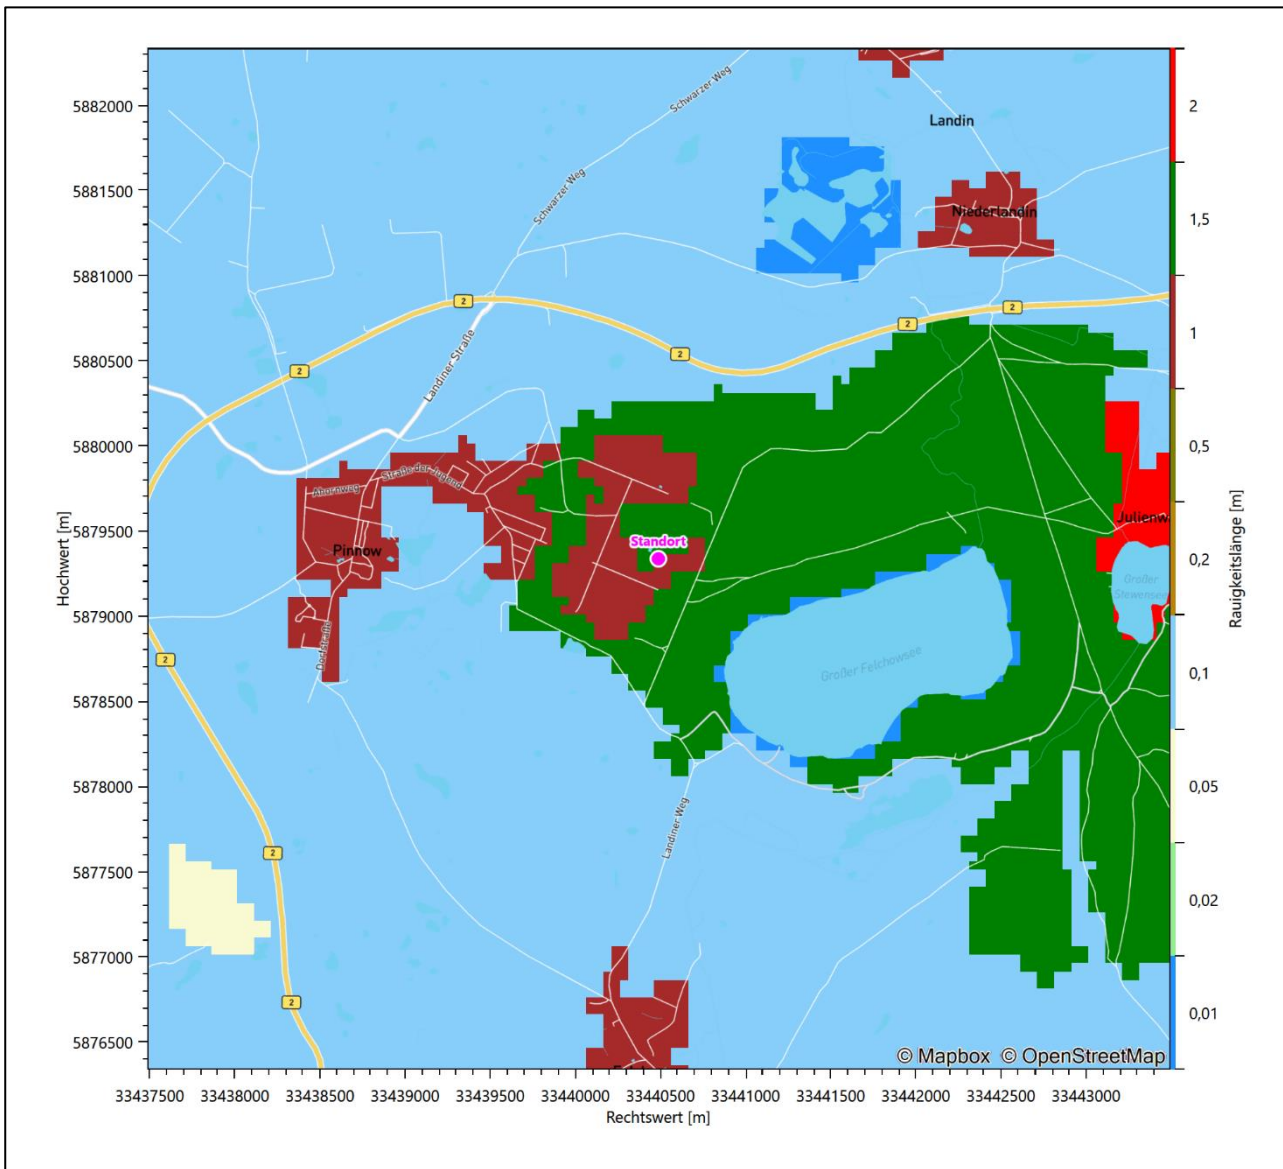 Schwarzer Weg
5882000
Landin
2
Schwarzer Weg
5881500
Niederlandin
1,5
5881000
2
2
2
2
2
5880500
Landiner Straße
1
5880000
0,5
Straße der Jugend
Ahornweg
5879500
Julienwa
Pinnow
Standort
0,2
Großer
Stewensee
Hochwert [m]
Rauigkeitslänge [m]
5879000
Dorfstraße
2
0,1
Großer Felchowsee
5878500
5878000
0,05
Landiner Weg
2
5877500
0,02
5877000
2
0,01
5876500
© Mapbox © OpenStreetMap
33437500 33438000 33438500 33439000 33439500 33440000 33440500 33441000 33441500 33442000 33442500 33443000
Rechtswert [m]